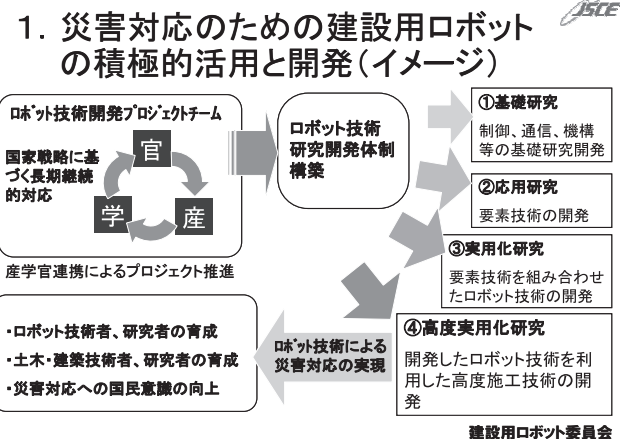 JSCE
1. 災害対応のための建設用ロボット
の積極的活用と開発(イメージ)
ロボット技術開発プロジェクトチーム
国家戦略に基
づく長期継続
的対応
官
学
産
産学官連携によるプロジェクト推進
ロボット技術
研究開発体制
構築
①基礎研究
制御、通信、機構
等の基礎研究開発
②応用研究
要素技術の開発
③実用化研究
要素技術を組み合わせ
たロボット技術の開発
④高度実用化研究
開発したロボット技術を利
用した高度施工技術の開
発
ロボット技術による
災害対応の実現
・ロボット技術者、研究者の育成
・土木・建築技術者、研究者の育成
・災害対応への国民意識の向上
建設用ロボット委員会